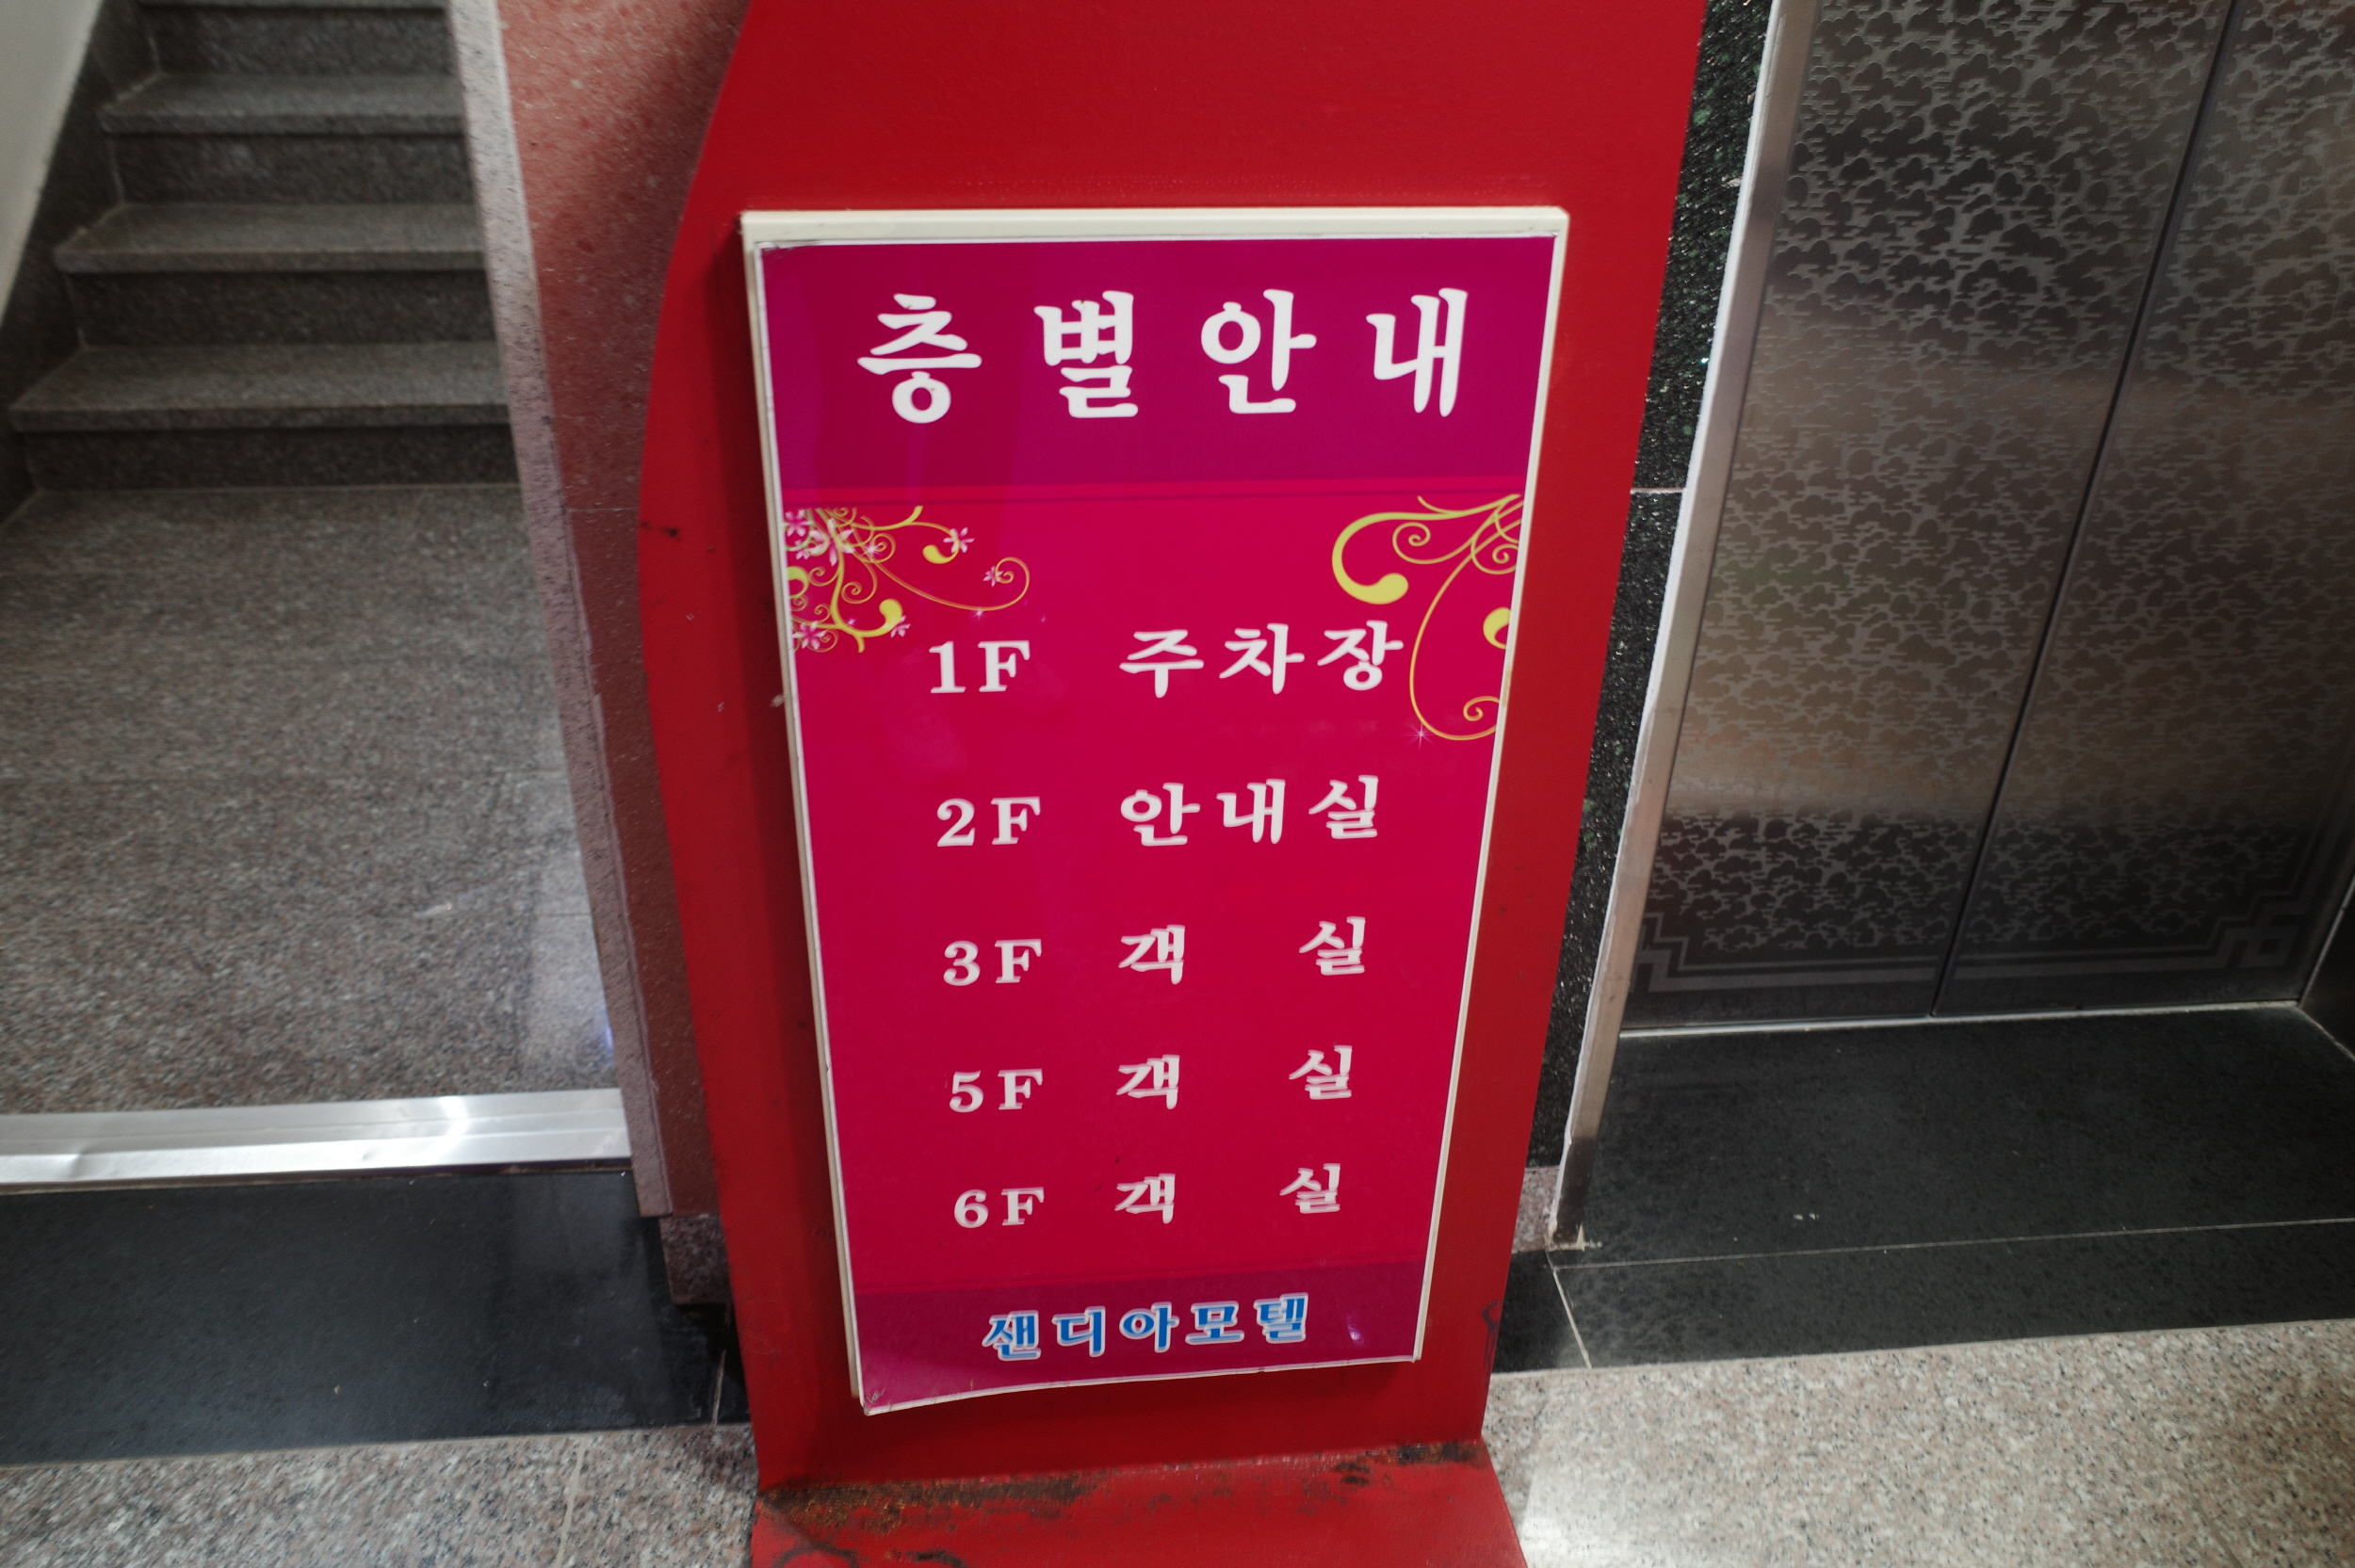 층별안내
1F 주차장
2F 안내실
3F 객 실
5F 객 실
6F 객 실
샌디아모텔